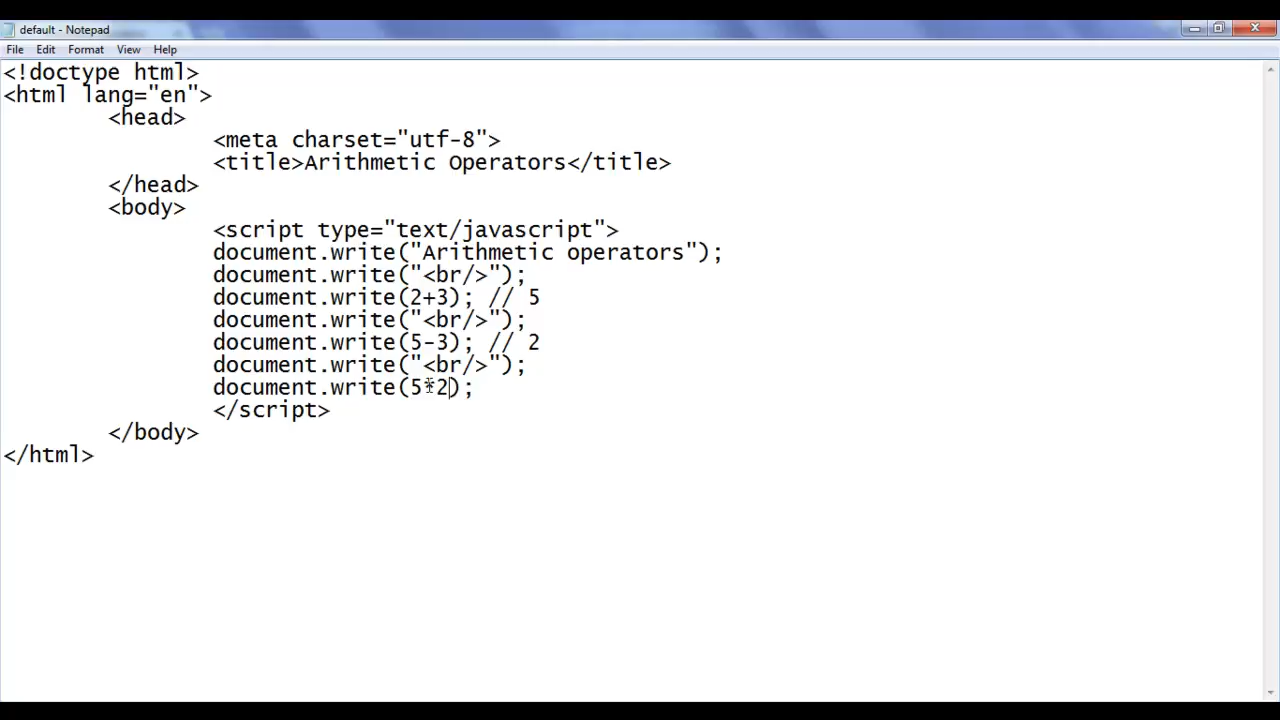 default - Notepad
File Edit Format View Help
<!doctype html>
<html lang="en">
<head>
<meta charset="utf-8">
<title>Arithmetic Operators</title>
</head>
<body>
<script type="text/javascript">
document.write("Arithmetic operators");
document.write("<br/>");
document.write(2+3); // 5
document.write("<br/>");
document.write(5-3); // 2
document.write("<br/>");
document.write(5*2);
</script>
</body>
</html>